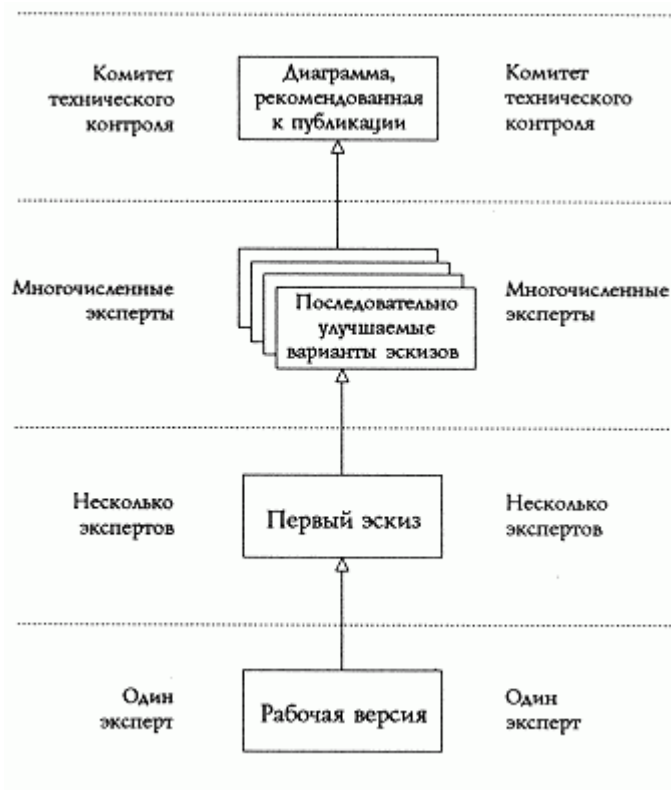 Комитет
технического
контроля
Диаграмма,
рекомендованная
к публикации
Комитет
технического
контроля
Многочисленные
эксперты
Последовательно
улучшаемые
варианты эскизов
Многочисленные
эксперты
Несколько
экспертов
Первый эскиз
Несколько
экспертов
Один
эксперт
Рабочая версия
Один
эксперт